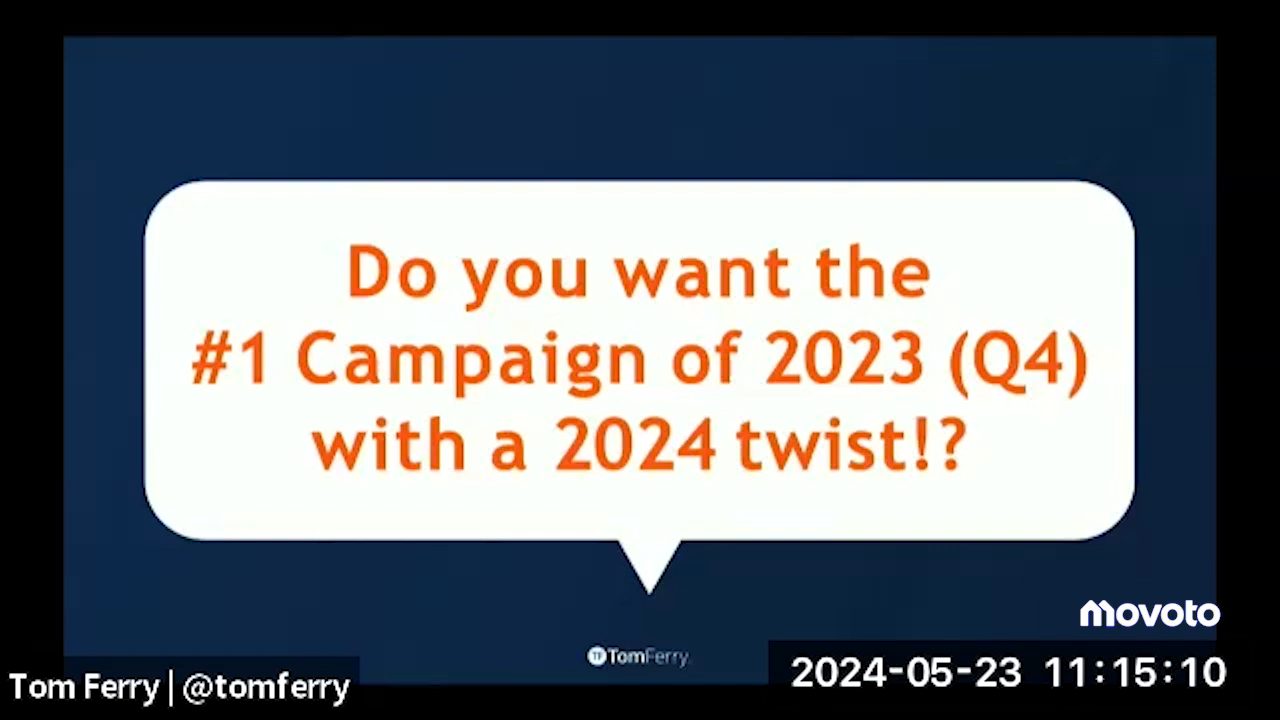 Do you want the
#1 Campaign of 2023 (Q4)
with a 2024 twist!?
movoto
TF TomFerry.
Tom Ferry | @tomferry
2024-05-23 11:15:10